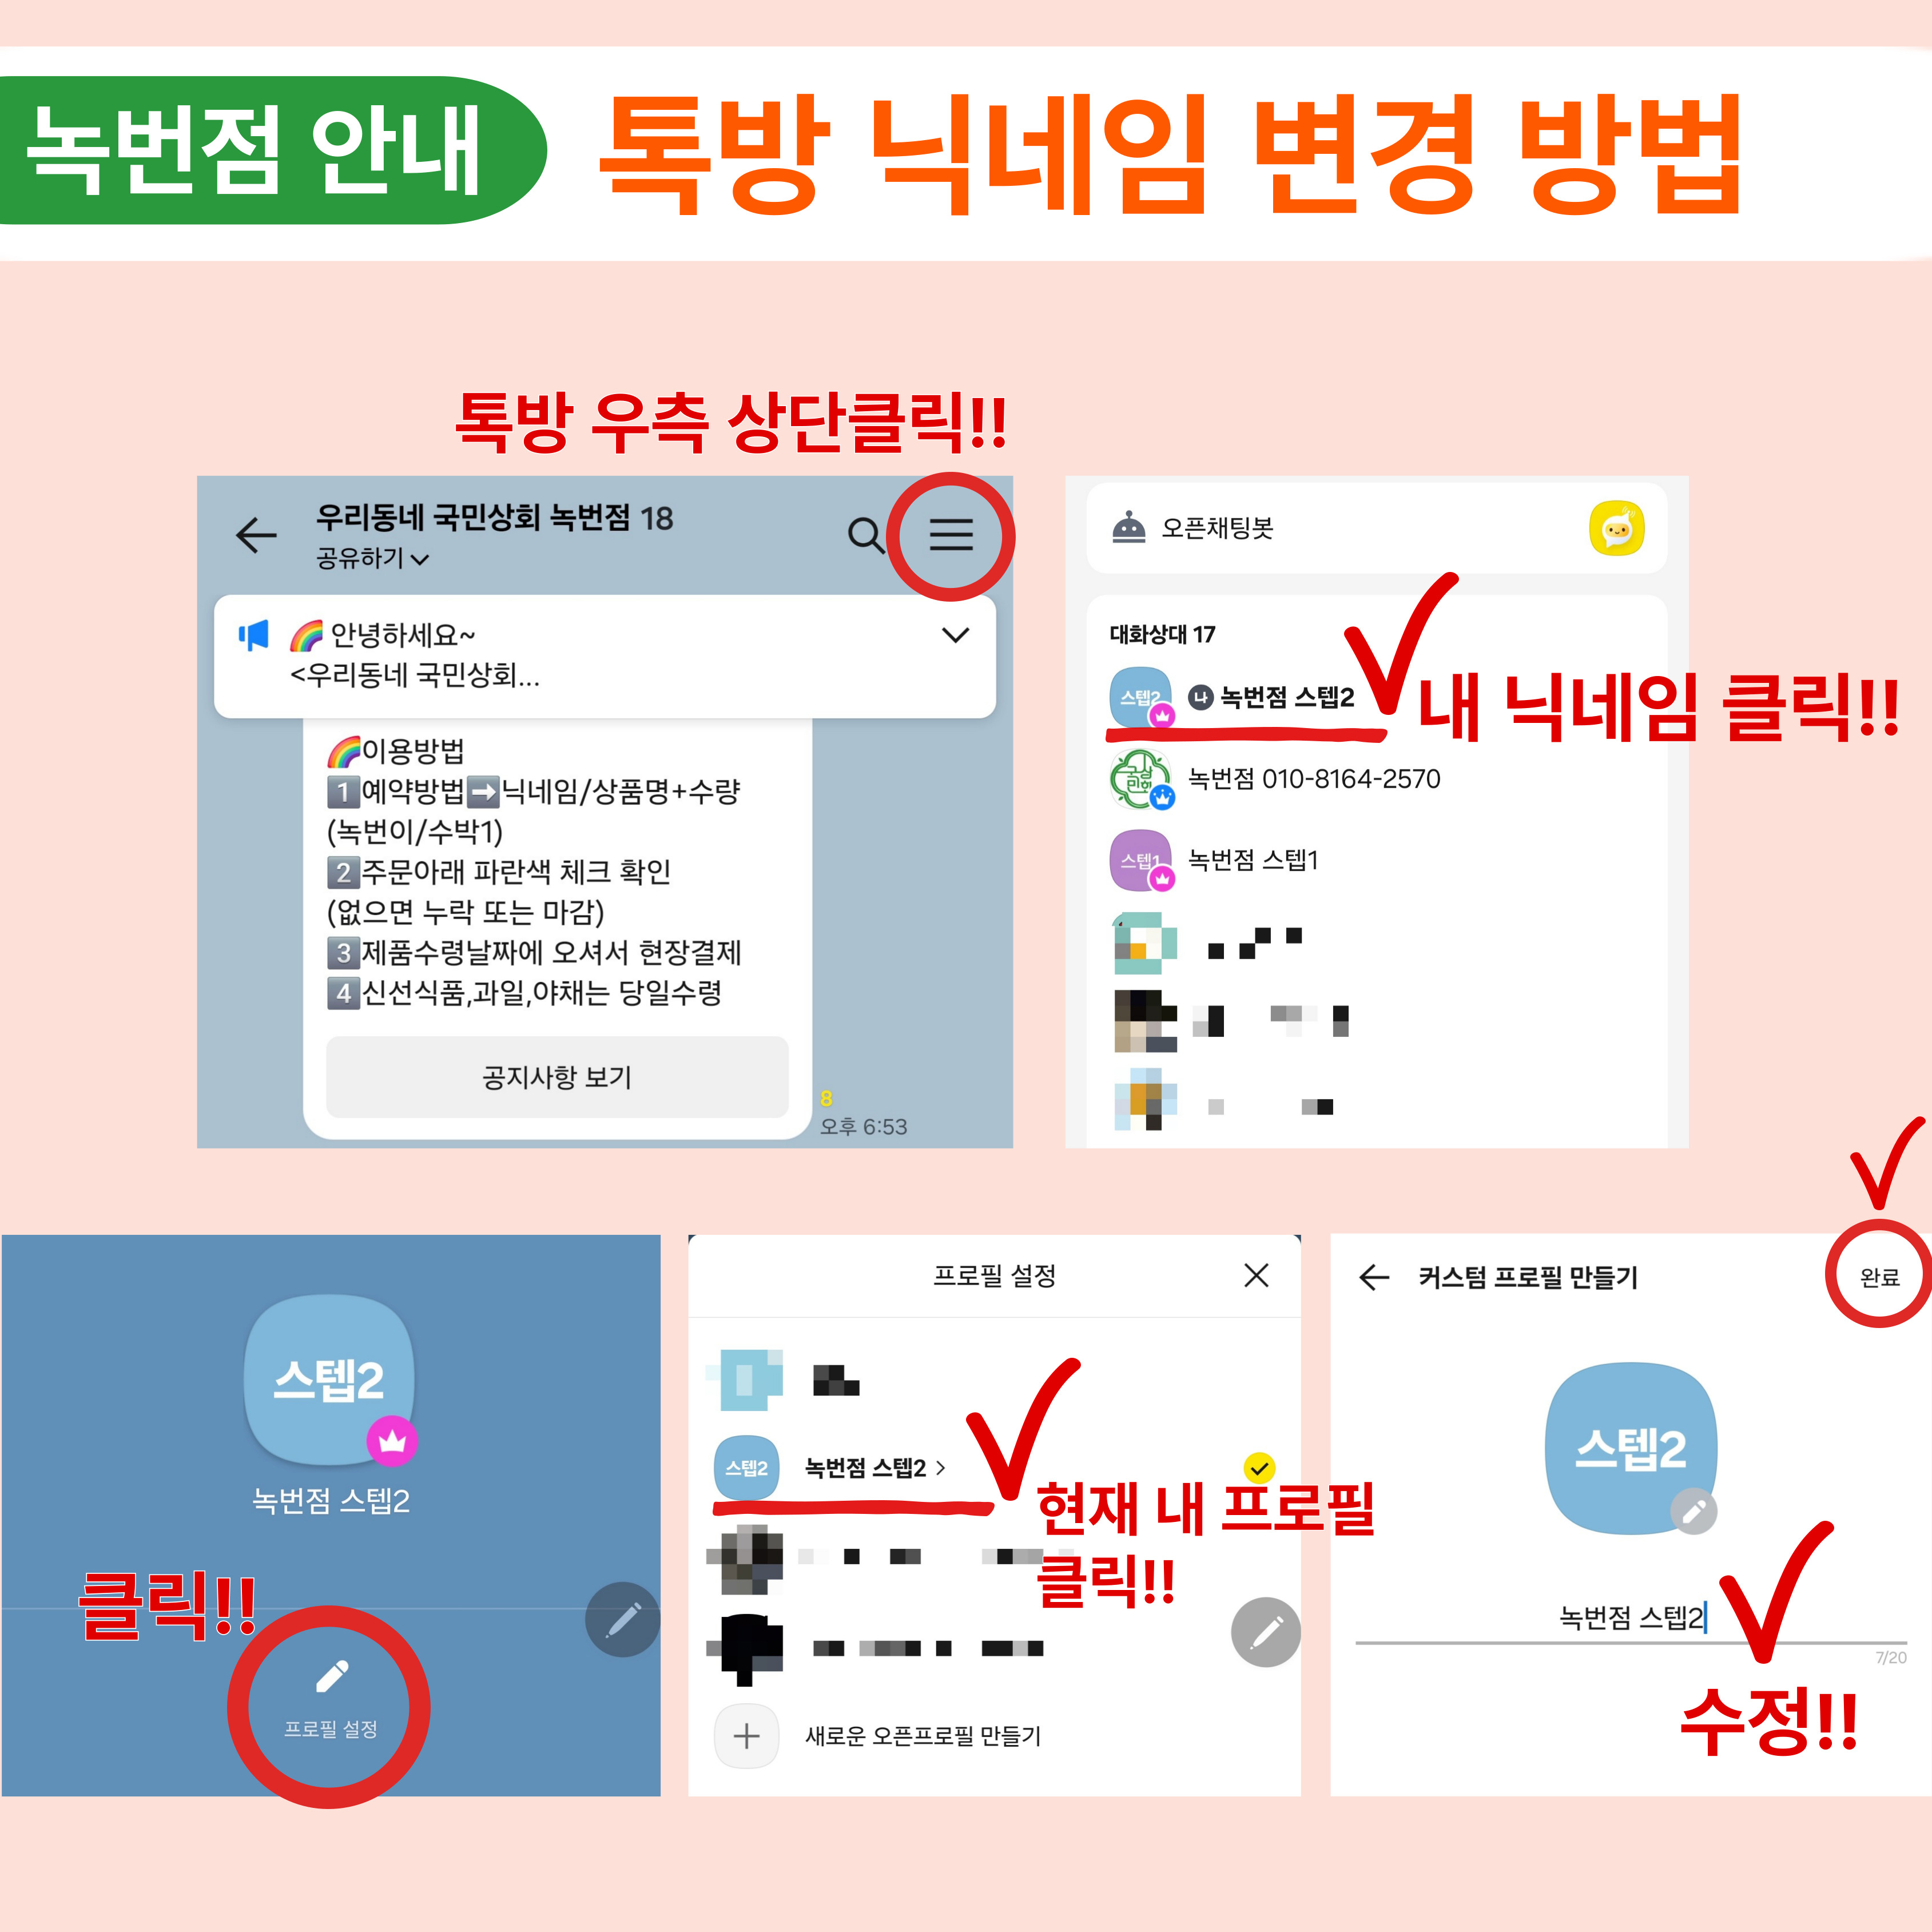 녹번점 안내
톡방 닉네임 변경 방법
톡방 우측 상단클릭!!
우리동네 국민상회 녹번점 18
공유하기
🌈 안녕하세요~
<우리동네 국민상회...
🌈이용방법
1️⃣예약방법➡️닉네임/상품명+수량
(녹번이/수박1)
2️⃣주문아래 파란색 체크 확인
(없으면 누락 또는 마감)
3️⃣제품수령날짜에 오셔서 현장결제
4️⃣신선식품,과일,야채는 당일수령
공지사항 보기
8
오후 6:53
오픈채팅봇
대화상대 17
스텝2
나 녹번점 스텝2
내 닉네임 클릭!!
국민상회
녹번점 010-8164-2570
스텝1
녹번점 스텝1
스텝2
녹번점 스텝2
클릭!!
프로필 설정
프로필 설정
스텝2
녹번점 스텝2 >
현재 내 프로필
클릭!!
새로운 오픈프로필 만들기
커스텀 프로필 만들기
완료
스텝2
녹번점 스텝2
7/20
수정!!